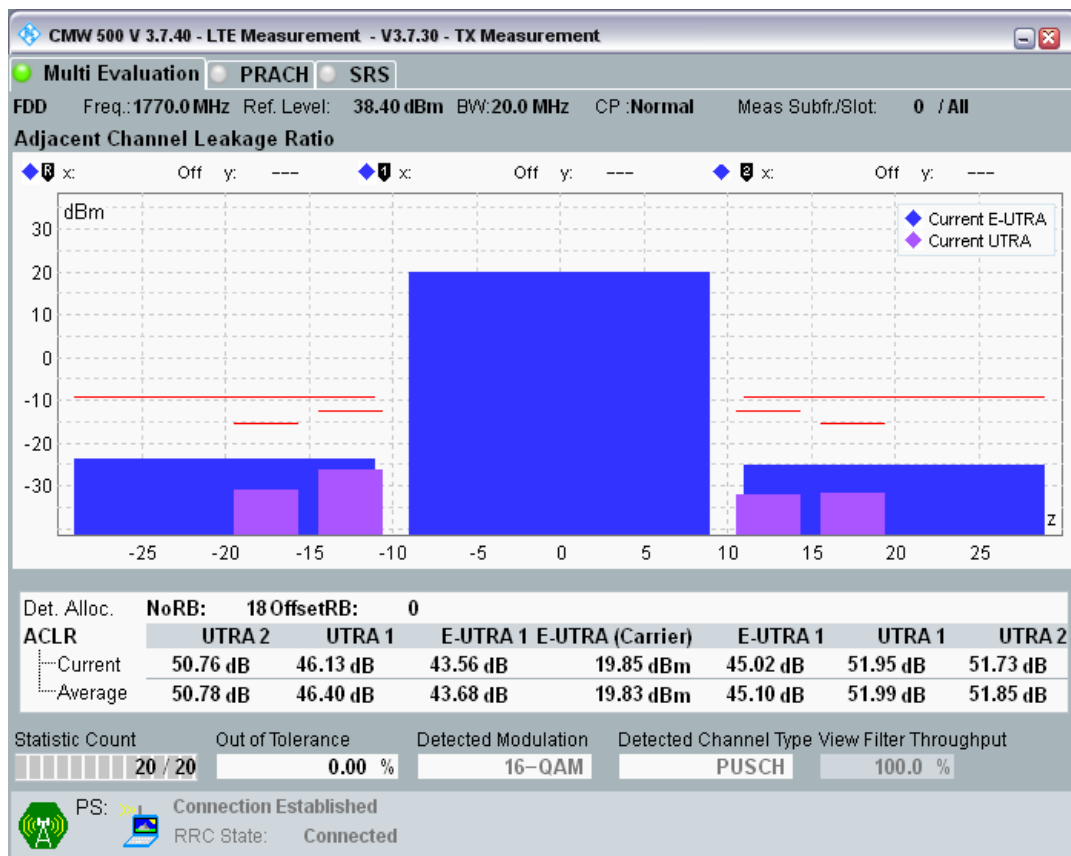 CMW 500 V 3.7.40 - LTE Measurement - V3.7.30 - TX Measurement
Multi Evaluation PRACH SRS
FDD Freq.:1770.0 MHz Ref. Level: 38.40 dBm BW:20.0 MHz CP :Normal Meas Subfr./Slot: 0 / All
Adjacent Channel Leakage Ratio
R x: Off y: --- 1 x: Off y: --- 2 x: Off y: ---
dBm
Current E-UTRA
Current UTRA
30
20
10
0
-10
-20
-30
z
-25 -20 -15 -10 -5 0 5 10 15 20 25
Det. Alloc. NoRB: 18 OffsetRB: 0
ACLR UTRA 2 UTRA 1 E-UTRA 1 E-UTRA (Carrier) E-UTRA 1 UTRA 1 UTRA 2
Current 50.76 dB 46.13 dB 43.56 dB 19.85 dBm 45.02 dB 51.95 dB 51.73 dB
Average 50.78 dB 46.40 dB 43.68 dB 19.83 dBm 45.10 dB 51.99 dB 51.85 dB
Statistic Count Out of Tolerance Detected Modulation Detected Channel Type View Filter Throughput
20 / 20 0.00 % 16-QAM PUSCH 100.0 %
PS: Connection Established
RRC State: Connected